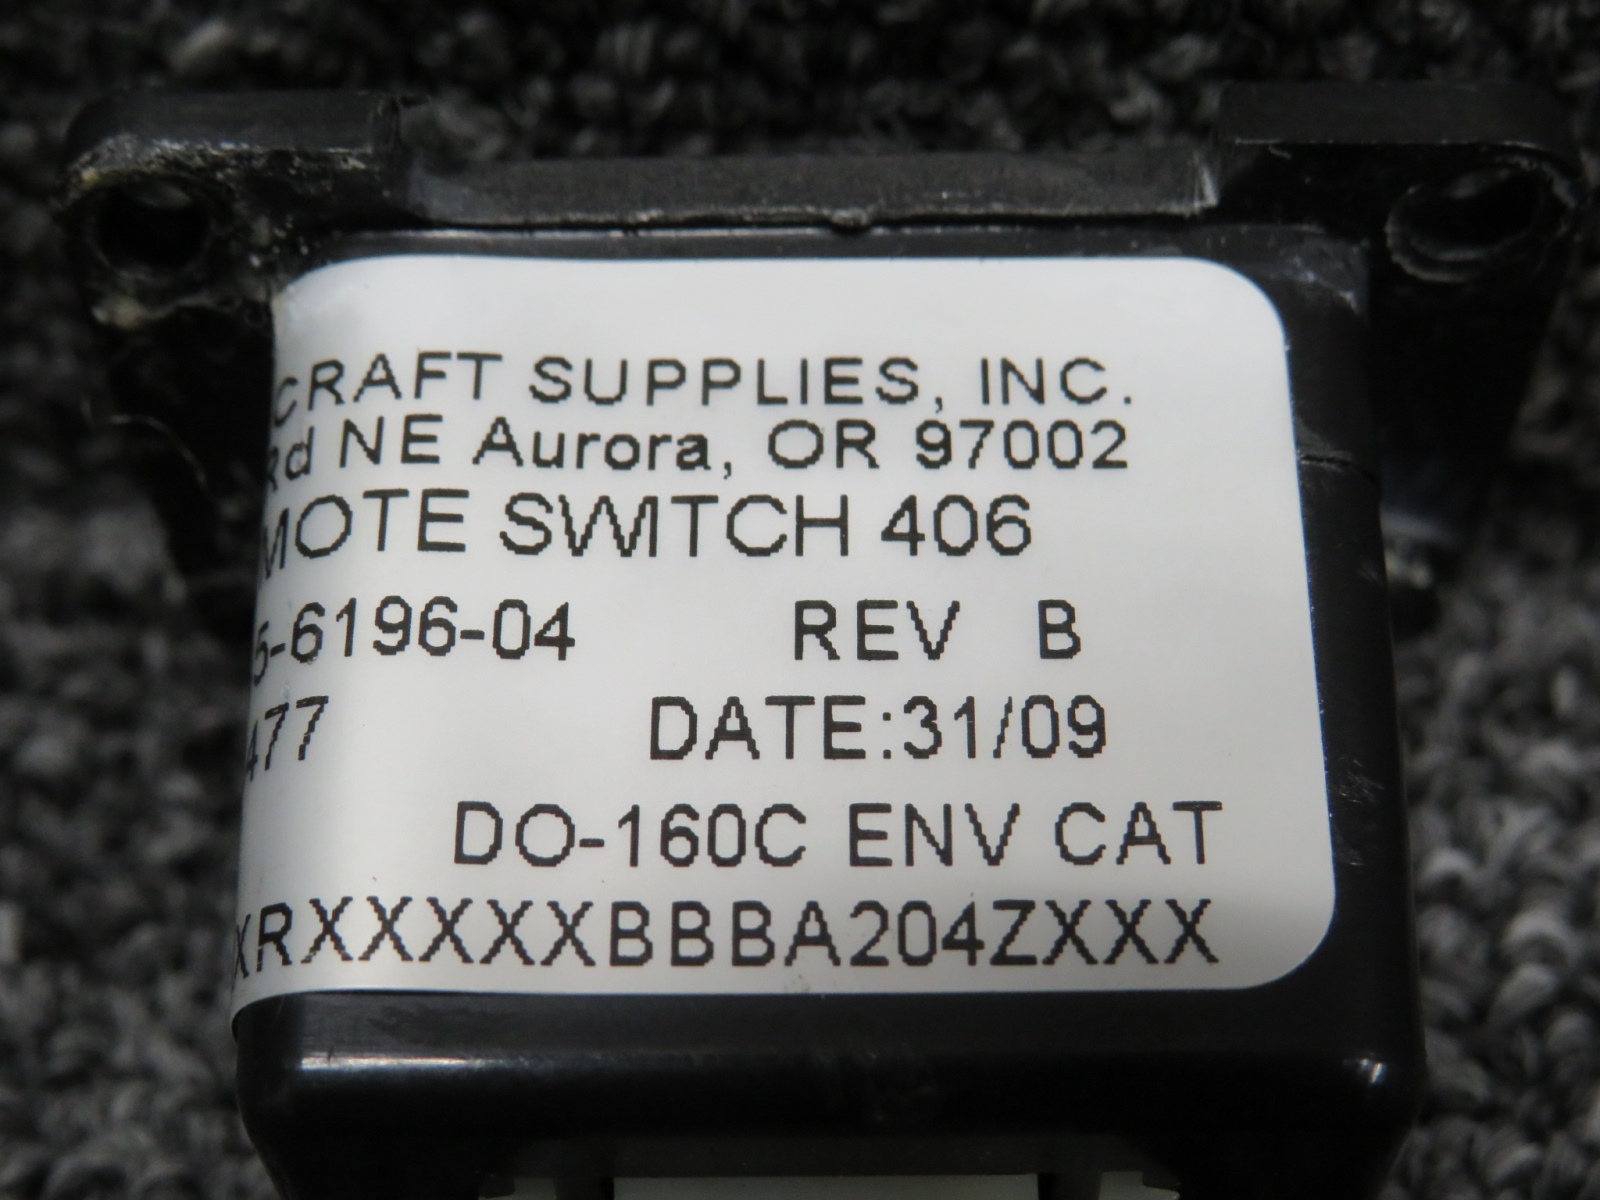 CRAFT SUPPLIES, INC.
Rd NE Aurora, OR 97002
MOTE SWITCH 406
5-6196-04 REV B
477 DATE:31/09
DO-160C ENV CAT
XRXXXXXBBBA204ZXXX